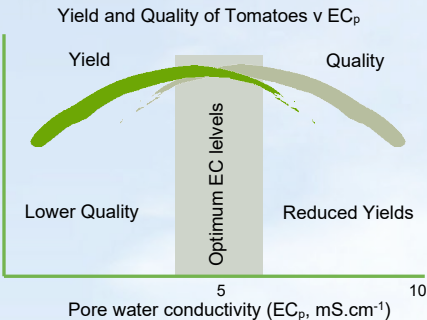 Yield and Quality of Tomatoes v ECp
Yield
Quality
Optimum EC lelvels
Lower Quality
Reduced Yields
5
10
Pore water conductivity (ECp, mS.cm-1)